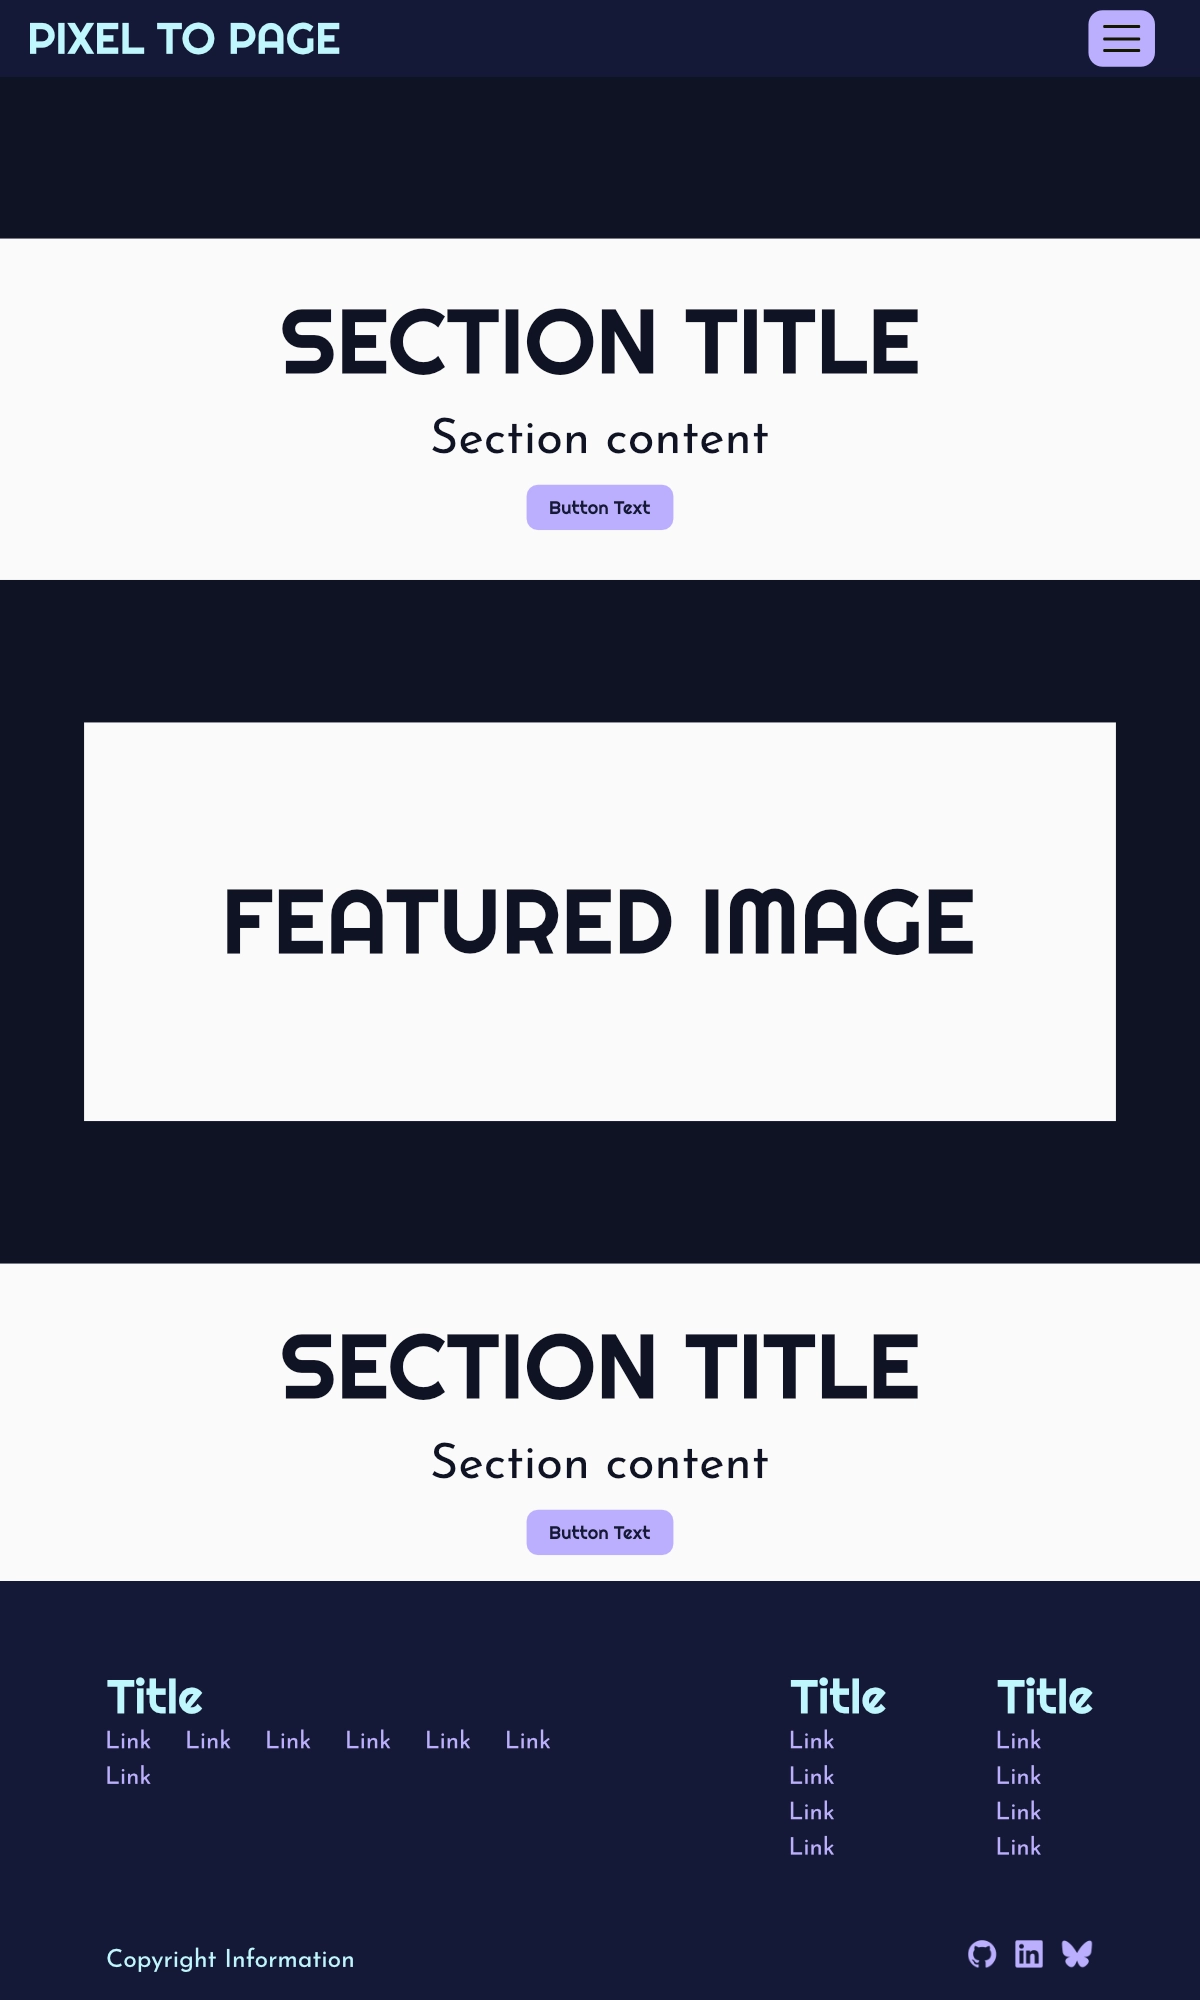 PIXEL TO PAGE
SECTION TITLE
Section content
Button Text
FEATURED IMAGE
SECTION TITLE
Section content
Button Text
Title
Link Link Link Link Link Link
Link
Title
Link
Link
Link
Link
Title
Link
Link
Link
Link
Copyright Information
in